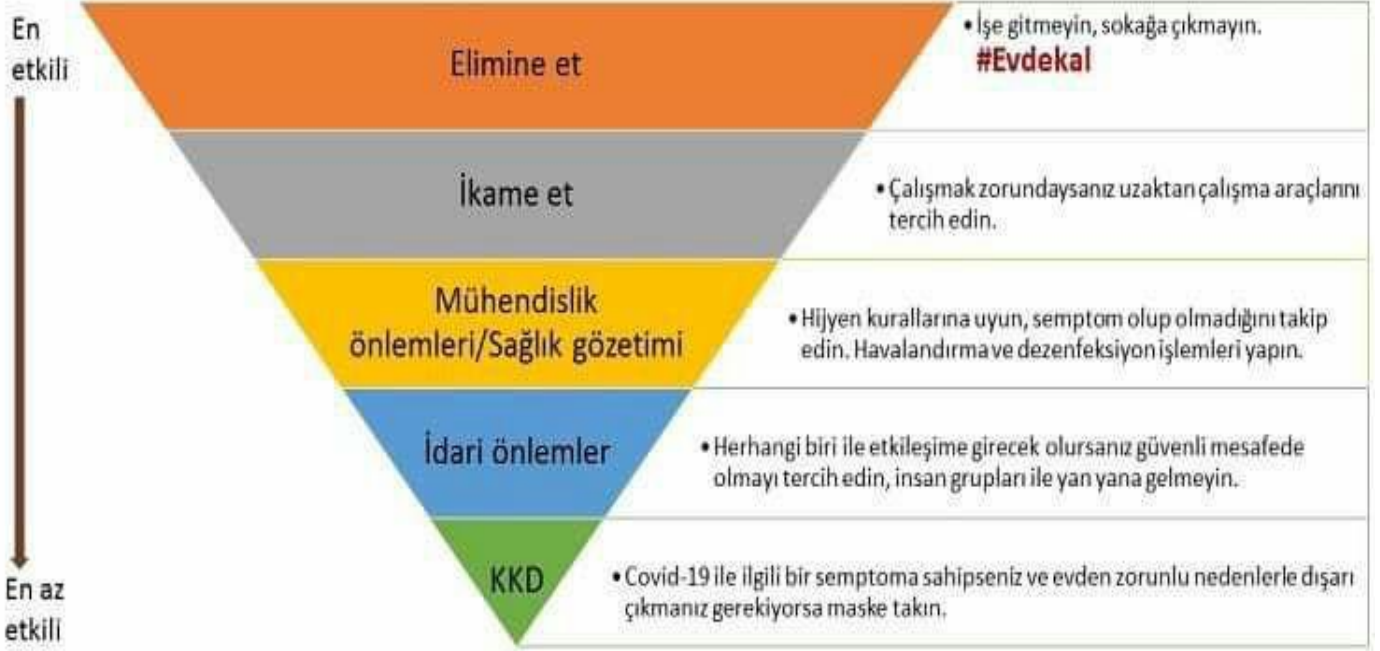 En
etkili
Elimine et
• İşe gitmeyin, sokağa çıkmayın.
#Evdekal
İkame et
• Çalışmak zorundaysanız uzaktan çalışma araçlarını
tercih edin.
Mühendislik
önlemleri/Sağlık gözetimi
• Hijyen kurallarına uyun, semptom olup olmadığını takip
edin. Havalandırma ve dezenfeksiyon işlemleri yapın.
İdari önlemler
• Herhangi biri ile etkileşime girecek olursanız güvenli mesafede
olmayı tercih edin, insan grupları ile yan yana gelmeyin.
KKD
• Covid-19 ile ilgili bir semptoma sahipseniz ve evden zorunlu nedenlerle dışarı
çıkmanız gerekiyorsa maske takın.
En az
etkili